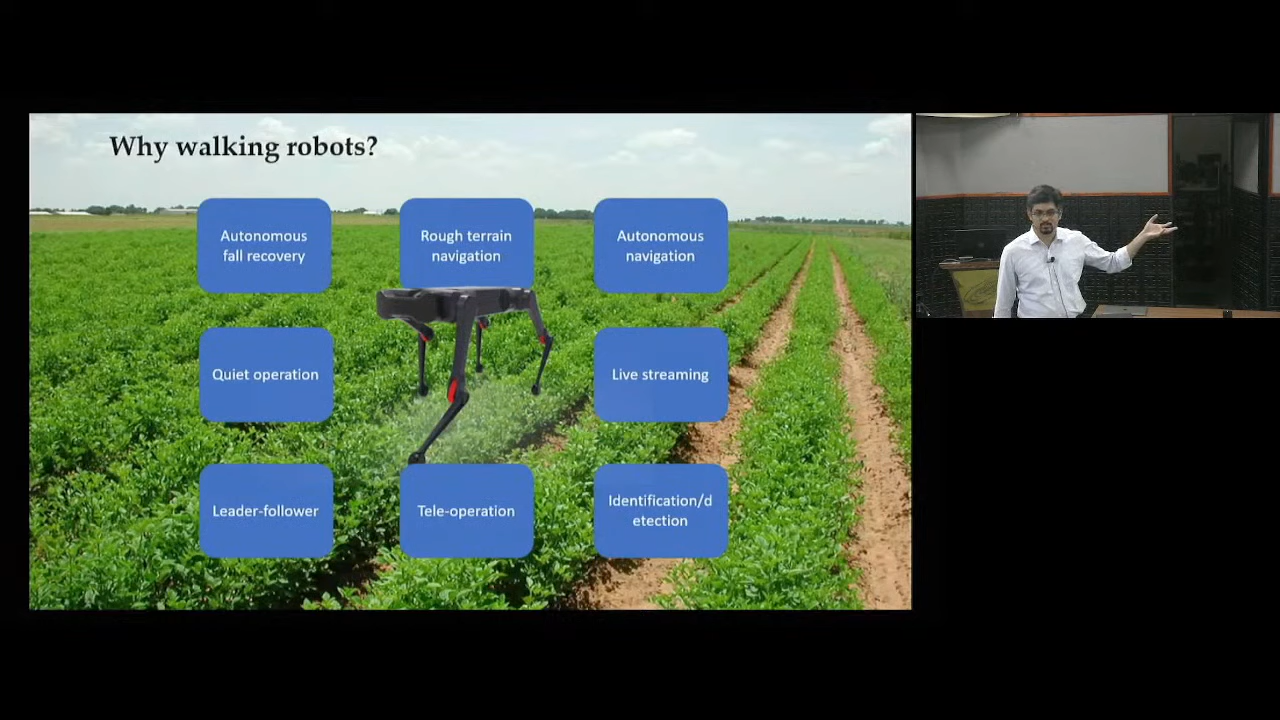 Why walking robots?
Autonomous
fall recovery
Rough terrain
navigation
Autonomous
navigation
Quiet operation
Live streaming
Leader-follower
Tele-operation
Identification/d
etection